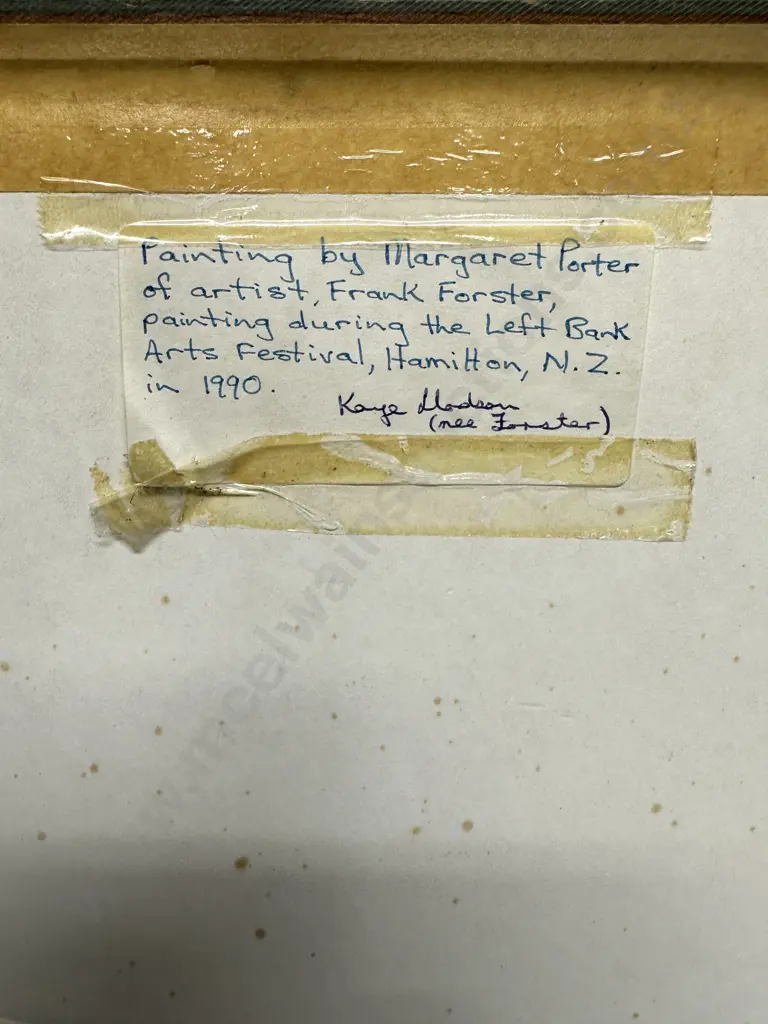 Painting by Margaret Porter
of artist, Frank Forster,
painting during the Left Bank
Arts Festival, Hamilton, N.Z.
in 1990.
Kaye
(nee Forster)